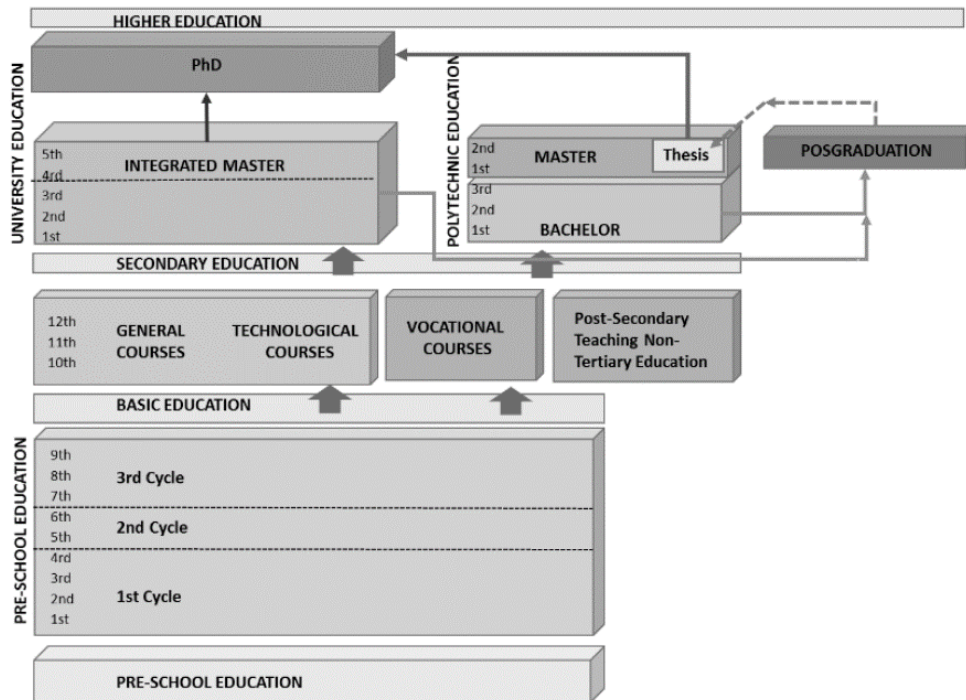 HIGHER EDUCATION
PhD
UNIVERSITY EDUCATION
5th
4rd
3rd
2nd
1st
INTEGRATED MASTER
POLYTECHNIC EDUCATION
2nd
1st
MASTER
Thesis
3rd
2nd
1st
BACHELOR
POSGRADUATION
SECONDARY EDUCATION
12th
11th
10th
GENERAL
COURSES
TECHNOLOGICAL
COURSES
VOCATIONAL
COURSES
Post-Secondary
Teaching Non-
Tertiary Education
BASIC EDUCATION
PRE-SCHOOL EDUCATION
9th
8th
7th
3rd Cycle
6th
5th
2nd Cycle
4rd
3rd
2nd
1st
1st Cycle
PRE-SCHOOL EDUCATION